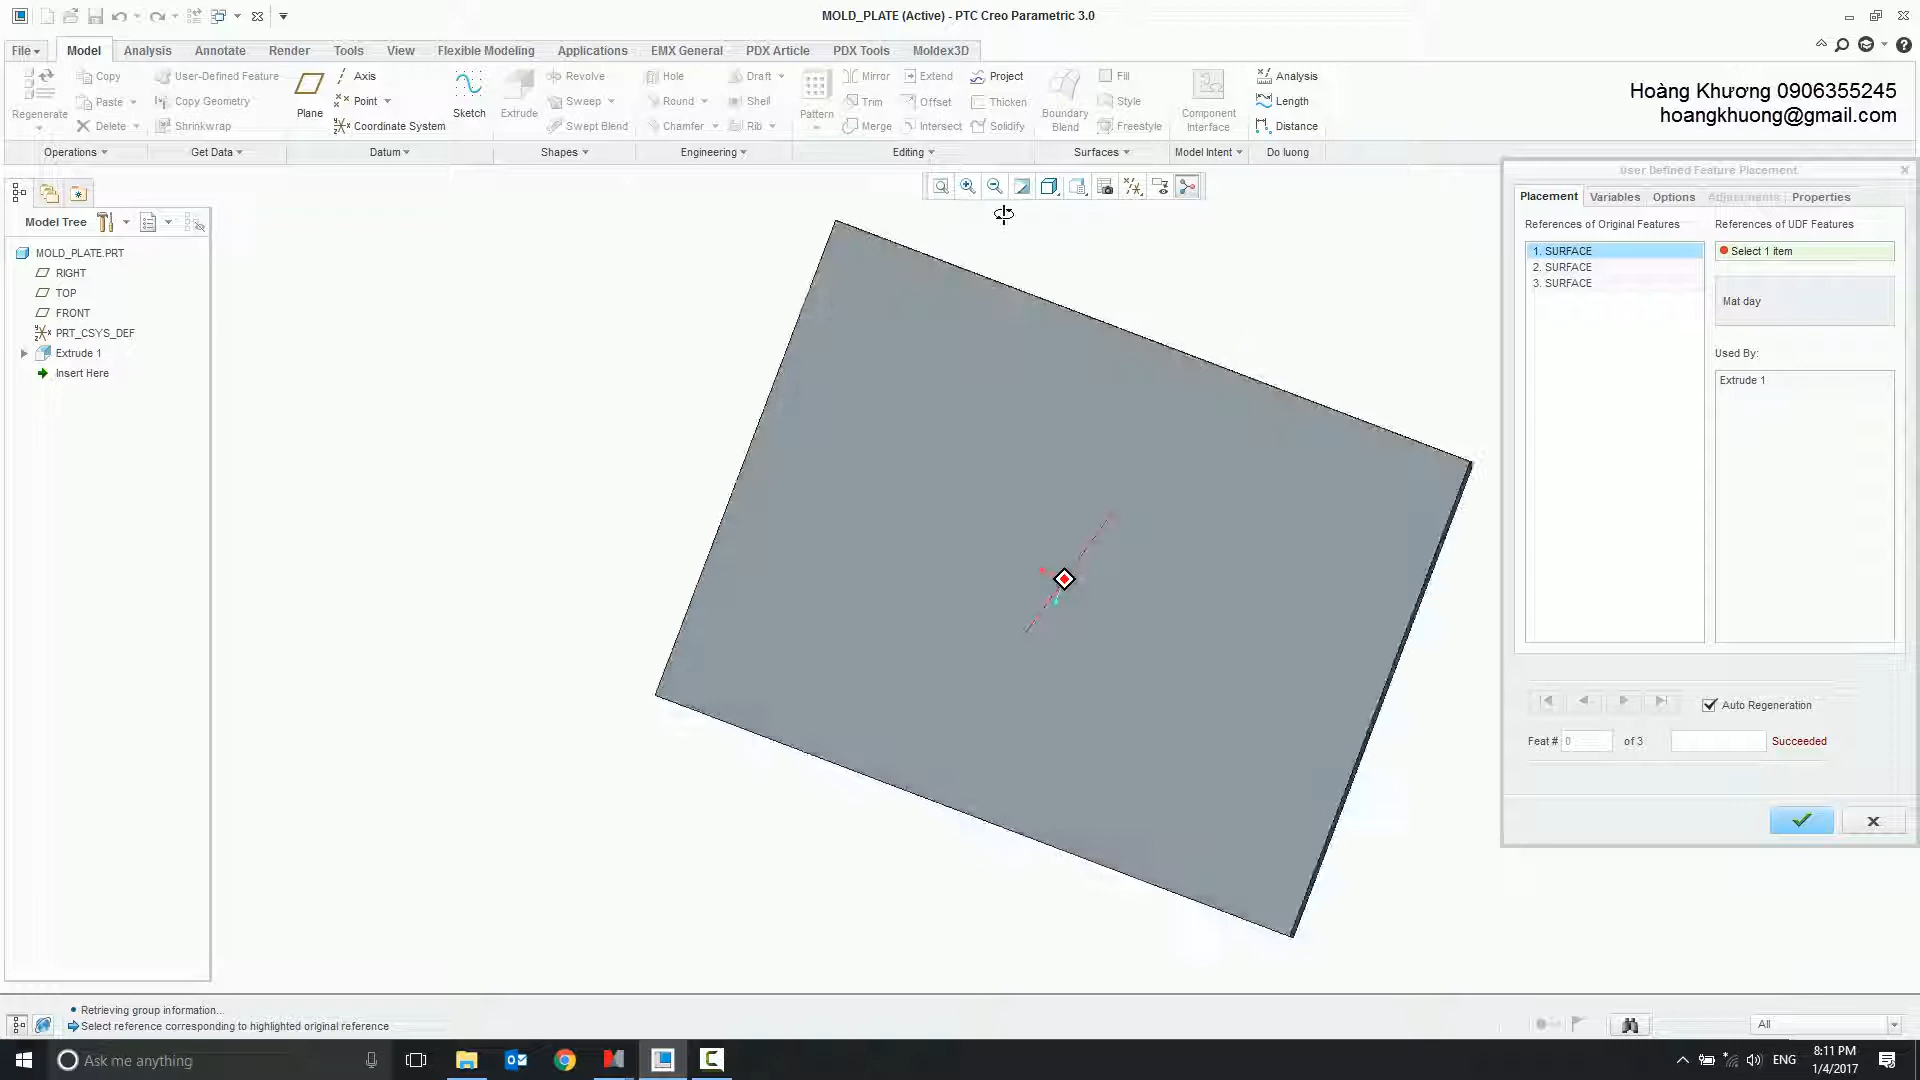 MOLD_PLATE (Active) - PTC Creo Parametric 3.0
File Model Analysis Annotate Render Tools View Flexible Modeling Applications EMX General PDX Article PDX Tools Moldex3D
Regenerate
Copy
Paste
Delete
User-Defined Feature
Copy Geometry
Shrinkwrap
Plane
Axis
Point
Coordinate System
Sketch
Extrude
Revolve
Sweep
Swept Blend
Hole
Round
Chamfer
Draft
Shell
Rib
Pattern
Mirror
Trim
Merge
Extend
Offset
Intersect
Project
Thicken
Solidify
Boundary
Blend
Fill
Style
Freestyle
Component
Interface
Analysis
Length
Distance
Operations Get Data Datum Shapes Engineering Editing Surfaces Model Intent Do luong
Hoàng Khương 0906355245
hoangkhuong@gmail.com
Model Tree
MOLD_PLATE.PRT
RIGHT
TOP
FRONT
PRT_CSYS_DEF
Extrude 1
Insert Here
User Defined Feature Placement
Placement Variables Options Adjustments Properties
References of Original Features
1. SURFACE
2. SURFACE
3. SURFACE
References of UDF Features
Select 1 item
Mat day
Used By:
Extrude 1
Auto Regeneration
Feat # 0 of 3 Succeeded
Retrieving group information...
Select reference corresponding to highlighted original reference
All
Ask me anything
ENG
8:11 PM
1/4/2017